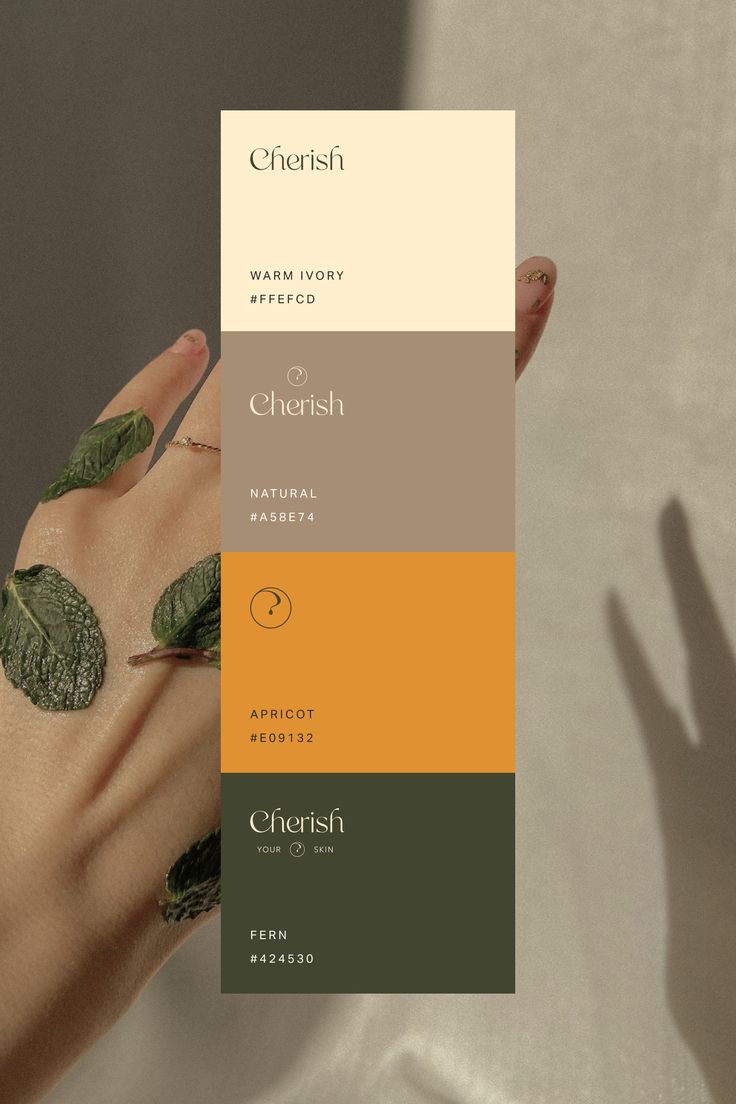 Cherish
WARM IVORY
#FFEFCD
Cherish
NATURAL
#A58E74
APRICOT
#E09132
Cherish
YOUR SKIN
FERN
#424530